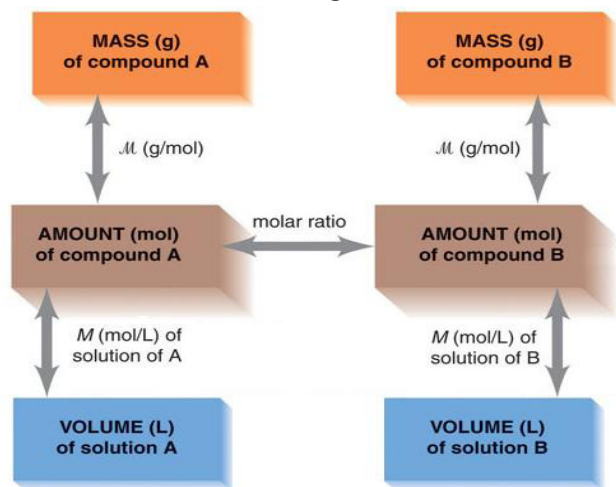 MASS (g)
of compound A
MASS (g)
of compound B
ℳ (g/mol)
ℳ (g/mol)
AMOUNT (mol)
of compound A
molar ratio
AMOUNT (mol)
of compound B
M (mol/L) of
solution of A
M (mol/L) of
solution of B
VOLUME (L)
of solution A
VOLUME (L)
of solution B